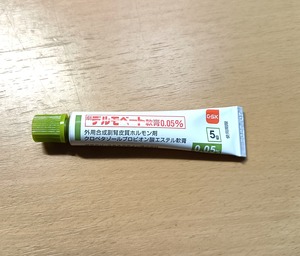 デルモベート軟膏0.05%
外用合成副腎皮質ホルモン剤
クロベタゾールプロピオン酸エステル軟膏
GSK
5g
0.05